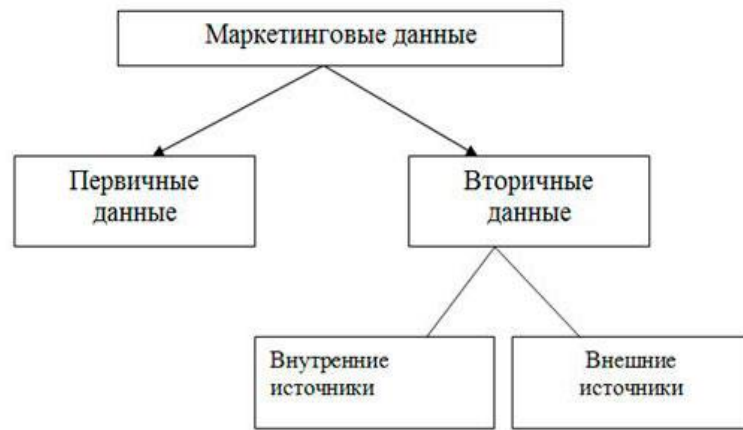 Маркетинговые данные
Первичные
данные
Вторичные
данные
Внутренние
источники
Внешние
источники